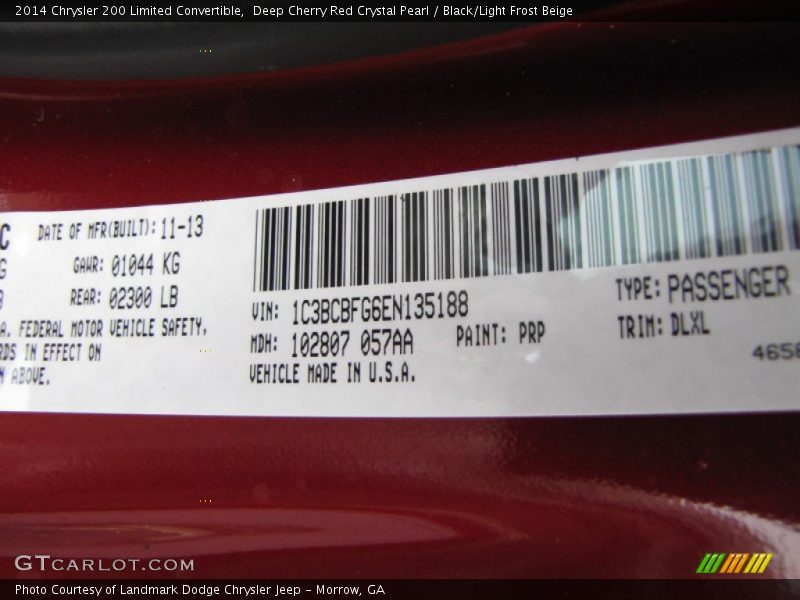 2014 Chrysler 200 Limited Convertible,  Deep Cherry Red Crystal Pearl / Black/Light Frost Beige
C DATE OF MFR(BUILT): 11-13
G GAWR: 01044 KG
REAR: 02300 LB
A. FEDERAL MOTOR VEHICLE SAFETY,
RDS IN EFFECT ON
N ABOVE.
VIN: 1C3BCBFG6EN135188
MDH: 102807 057AA PAINT: PRP
VEHICLE MADE IN U.S.A.
TYPE: PASSENGER
TRIM: DLXL
4658
GTCARLOT.COM
Photo Courtesy of Landmark Dodge Chrysler Jeep – Morrow, GA